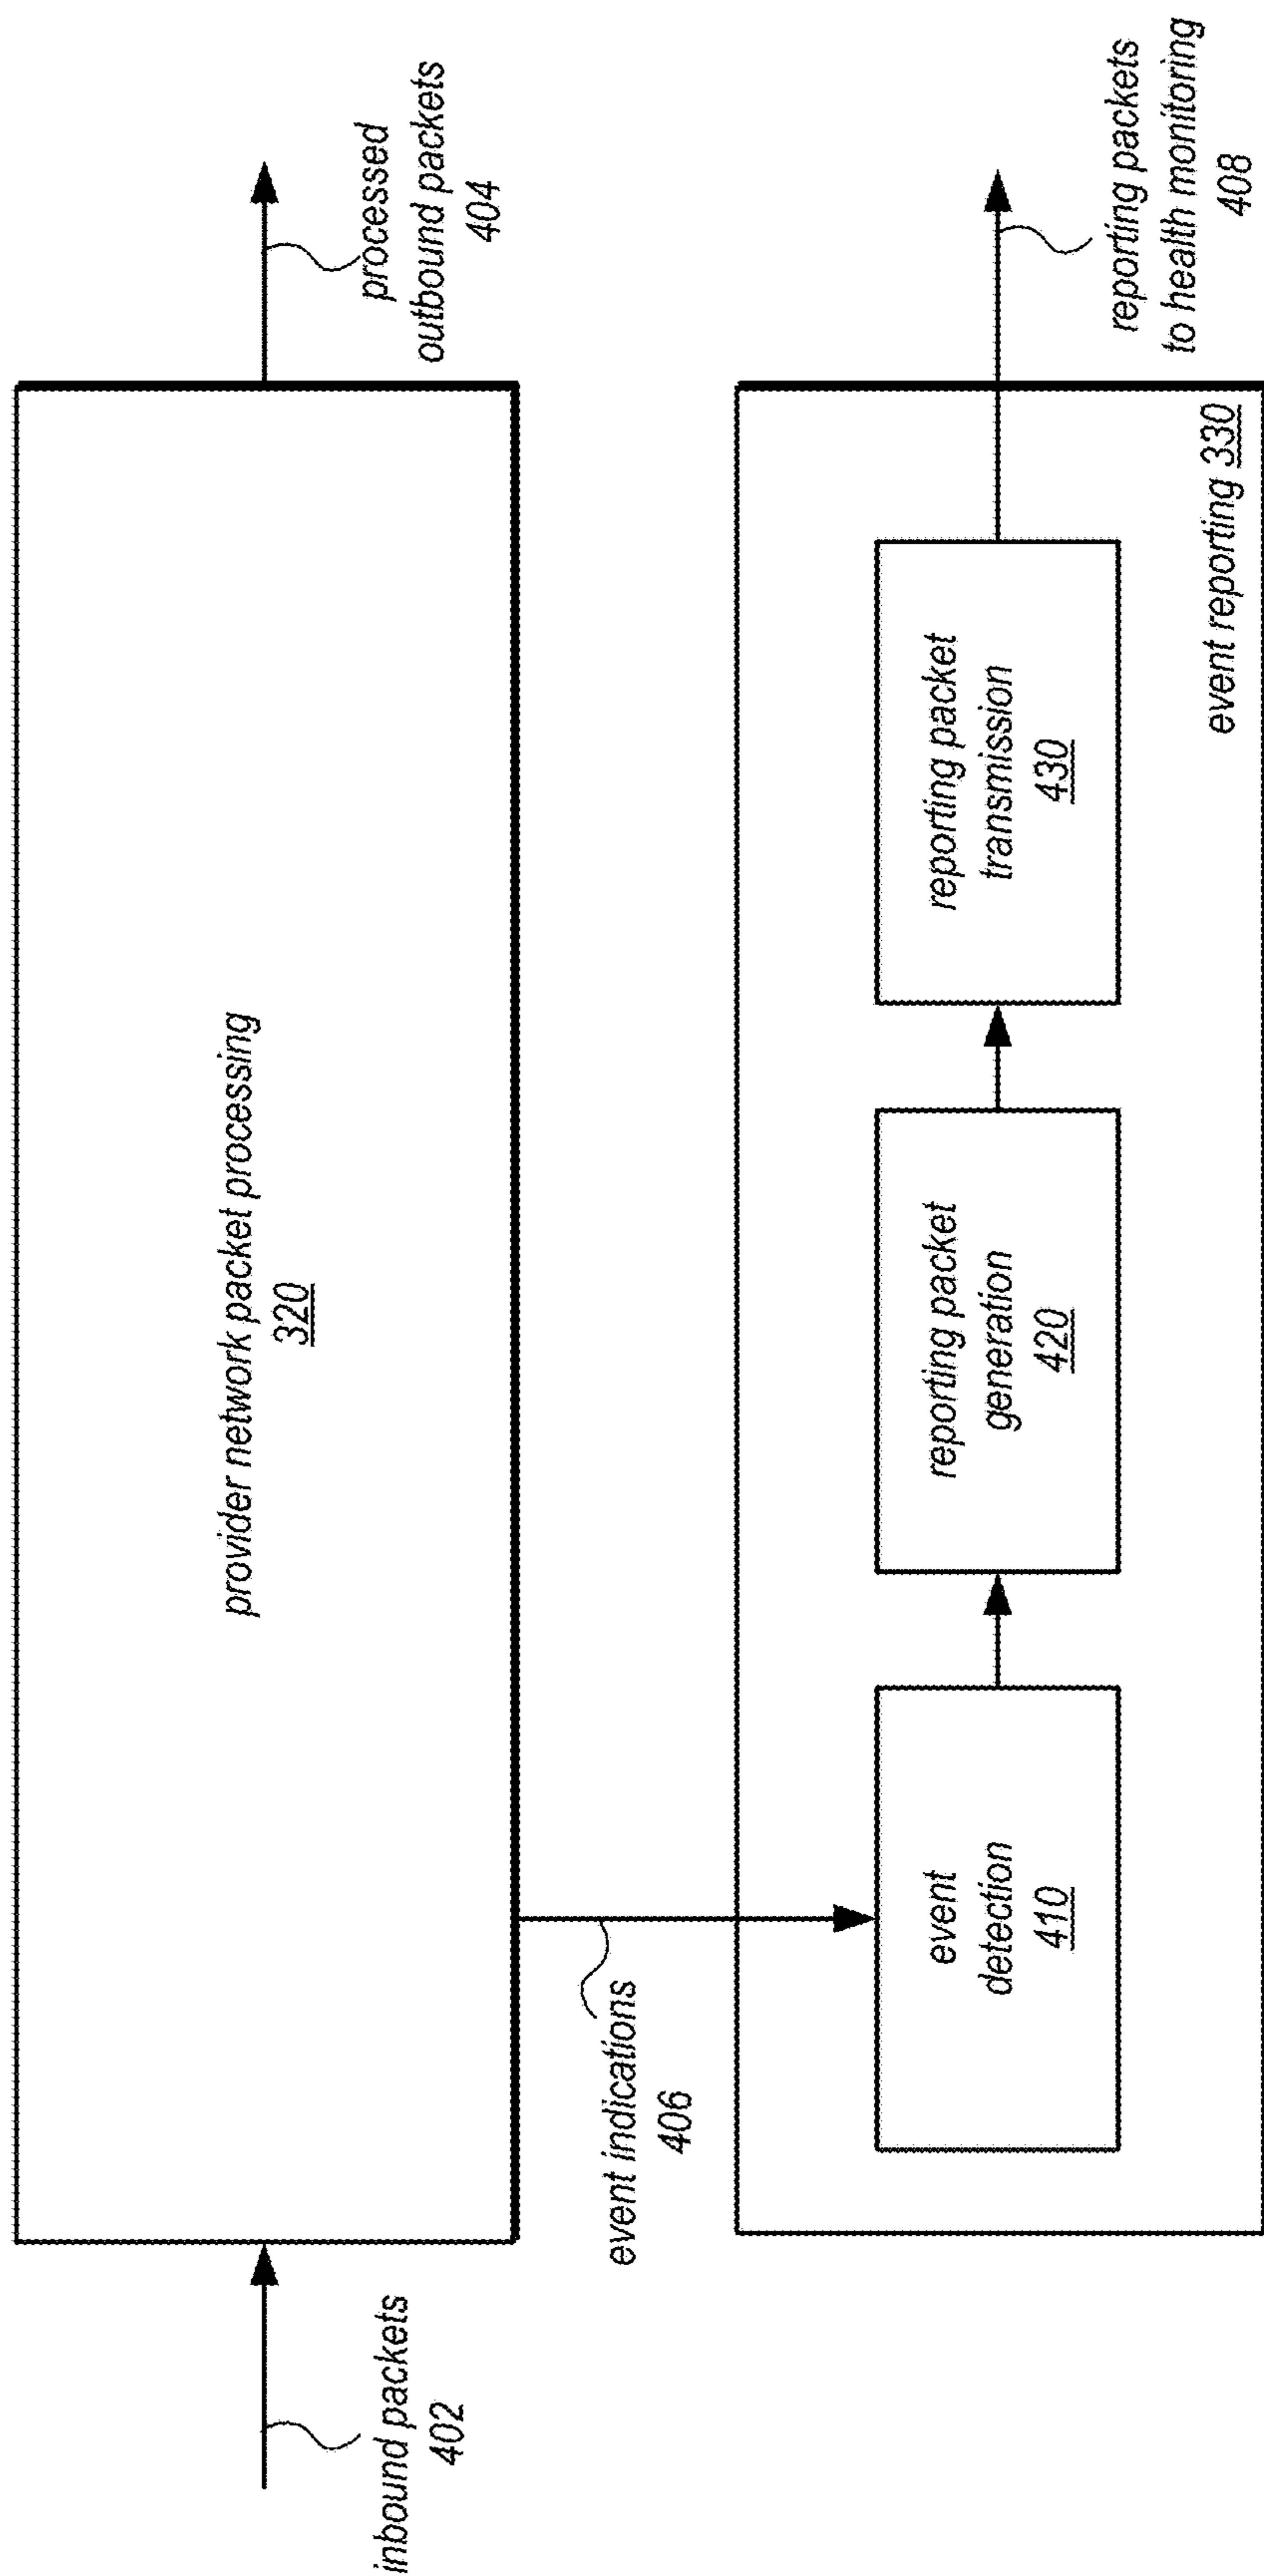 provider network packet processing
320
inbound packets
402
processed
outbound packets
404
event indications
406
event
detection
410
reporting packet
generation
420
reporting packet
transmission
430
reporting packets
to health monitoring
408
event reporting 330